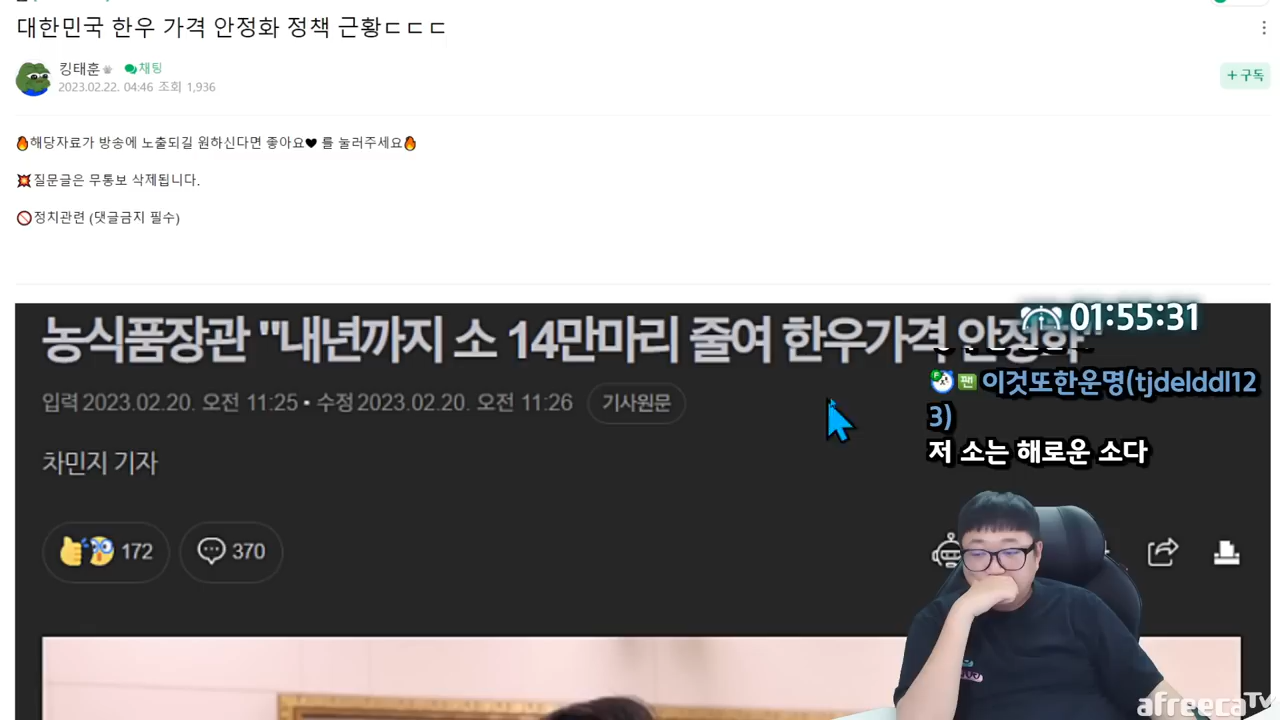 대한민국 한우 가격 안정화 정책 근황ㄷㄷㄷ
킹태훈 채팅
2023.02.22. 04:46 조회 1,936
+ 구독
🔥해당자료가 방송에 노출되길 원하신다면 좋아요🖤 를 눌러주세요🔥
💥질문글은 무통보 삭제됩니다.
🚫정치관련 (댓글금지 필수)
농식품장관 "내년까지 소 14만마리 줄여 한우가격 안정화"
01:55:31
입력 2023.02.20. 오전 11:25 • 수정 2023.02.20. 오전 11:26 기사원문
팬 이것또한운명(tjdelddl12
3)
저 소는 해로운 소다
차민지 기자
172 370
afreecaTV